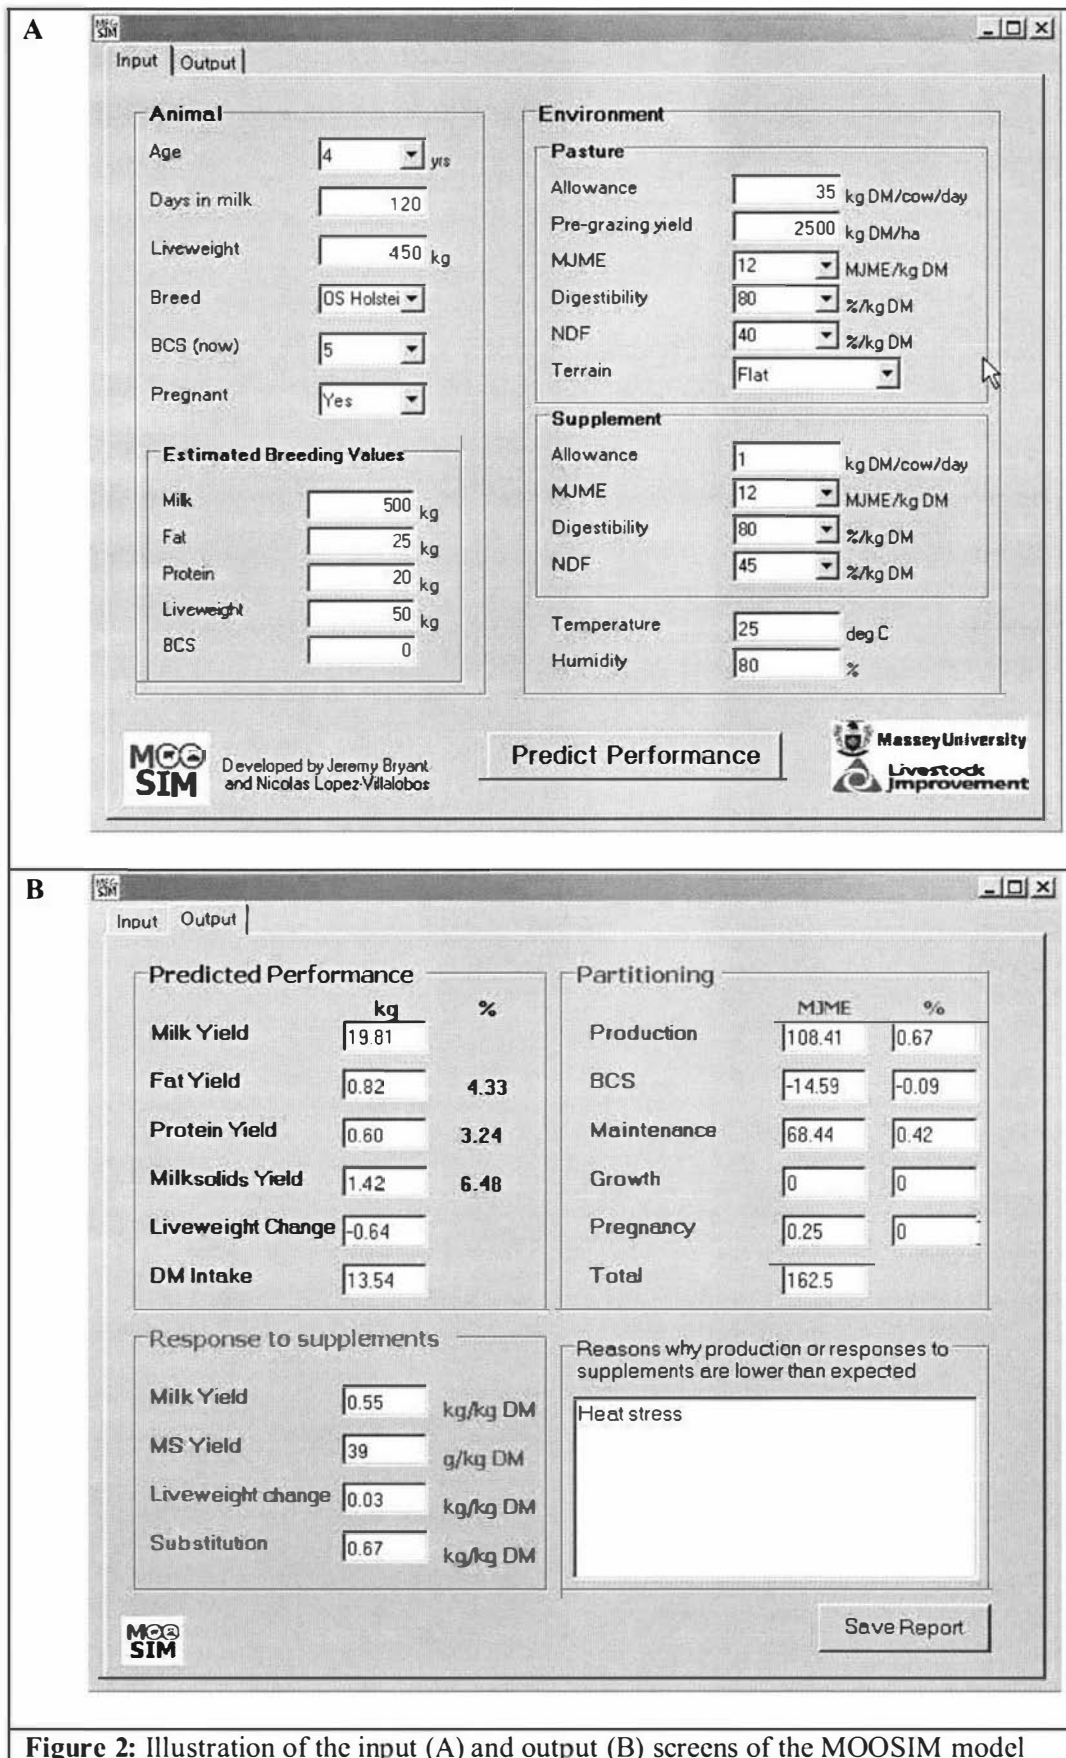 A
MFG SIM
Input Output
Animal
Age 4 yrs
Days in milk 120
Liveweight 450 kg
Breed OS Holstei
BCS (now) 5
Pregnant Yes
Estimated Breeding Values
Milk 500 kg
Fat 25 kg
Protein 20 kg
Liveweight 50 kg
BCS 0
Environment
Pasture
Allowance 35 kg DM/cow/day
Pre-grazing yield 2500 kg DM/ha
MJME 12 MJME/kg DM
Digestibility 80 %/kg DM
NDF 40 %/kg DM
Terrain Flat
Supplement
Allowance 1 kg DM/cow/day
MJME 12 MJME/kg DM
Digestibility 80 %/kg DM
NDF 45 %/kg DM
Temperature 25 deg C
Humidity 80 %
MOO
SIM
Developed by Jeremy Bryant
and Nicolas Lopez-Villalobos
Predict Performance
Massey University
Livestock
Improvement
B
MFG SIM
Input Output
Predicted Performance
kg %
Milk Yield 19.81
Fat Yield 0.82 4.33
Protein Yield 0.60 3.24
Milksolids Yield 1.42 6.48
Liveweight Change -0.64
DM Intake 13.54
Partitioning
MJME %
Production 108.41 0.67
BCS -14.59 -0.09
Maintenance 68.44 0.42
Growth 0 0
Pregnancy 0.25 0
Total 162.5
Response to supplements
Milk Yield 0.55 kg/kg DM
MS Yield 39 g/kg DM
Liveweight change 0.03 kg/kg DM
Substitution 0.67 kg/kg DM
Reasons why production or responses to
supplements are lower than expected
Heat stress
MOO
SIM
Save Report
Figure 2: Illustration of the input (A) and output (B) screens of the MOOSIM model